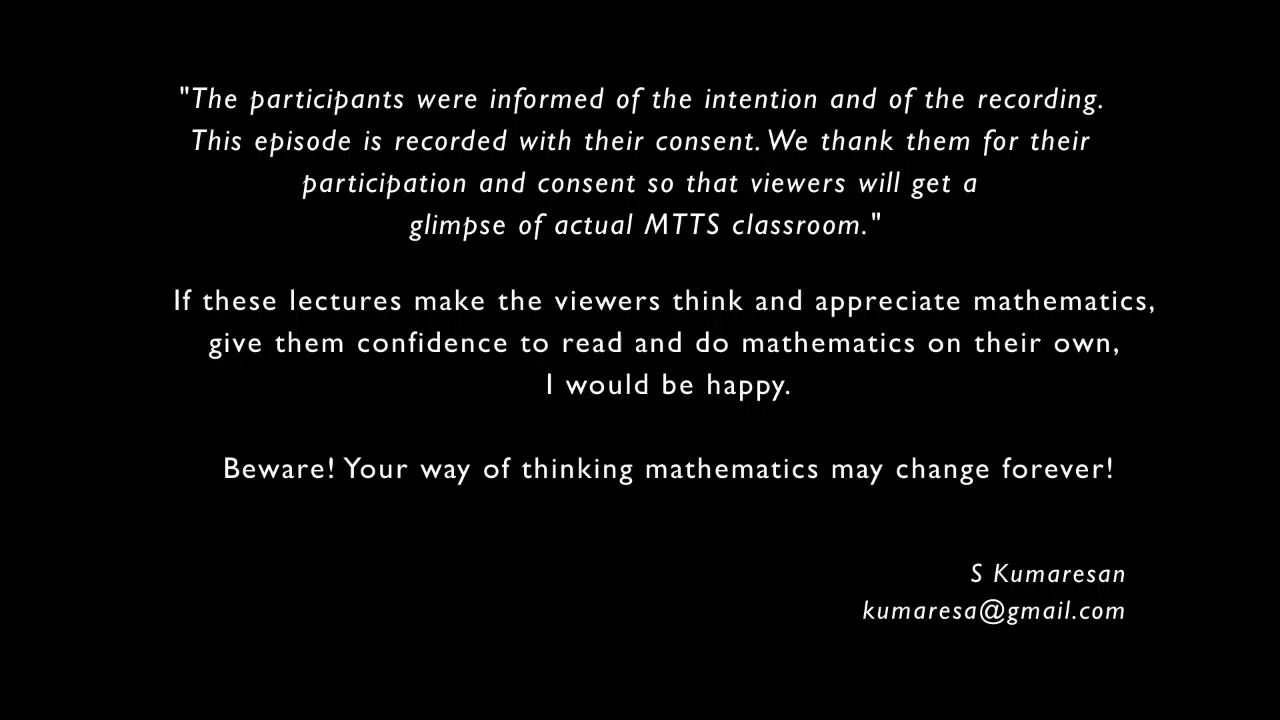 "The participants were informed of the intention and of the recording.
This episode is recorded with their consent. We thank them for their
participation and consent so that viewers will get a
glimpse of actual MTTS classroom."
If these lectures make the viewers think and appreciate mathematics,
give them confidence to read and do mathematics on their own,
I would be happy.
Beware! Your way of thinking mathematics may change forever!
S Kumaresan
kumaresa@gmail.com